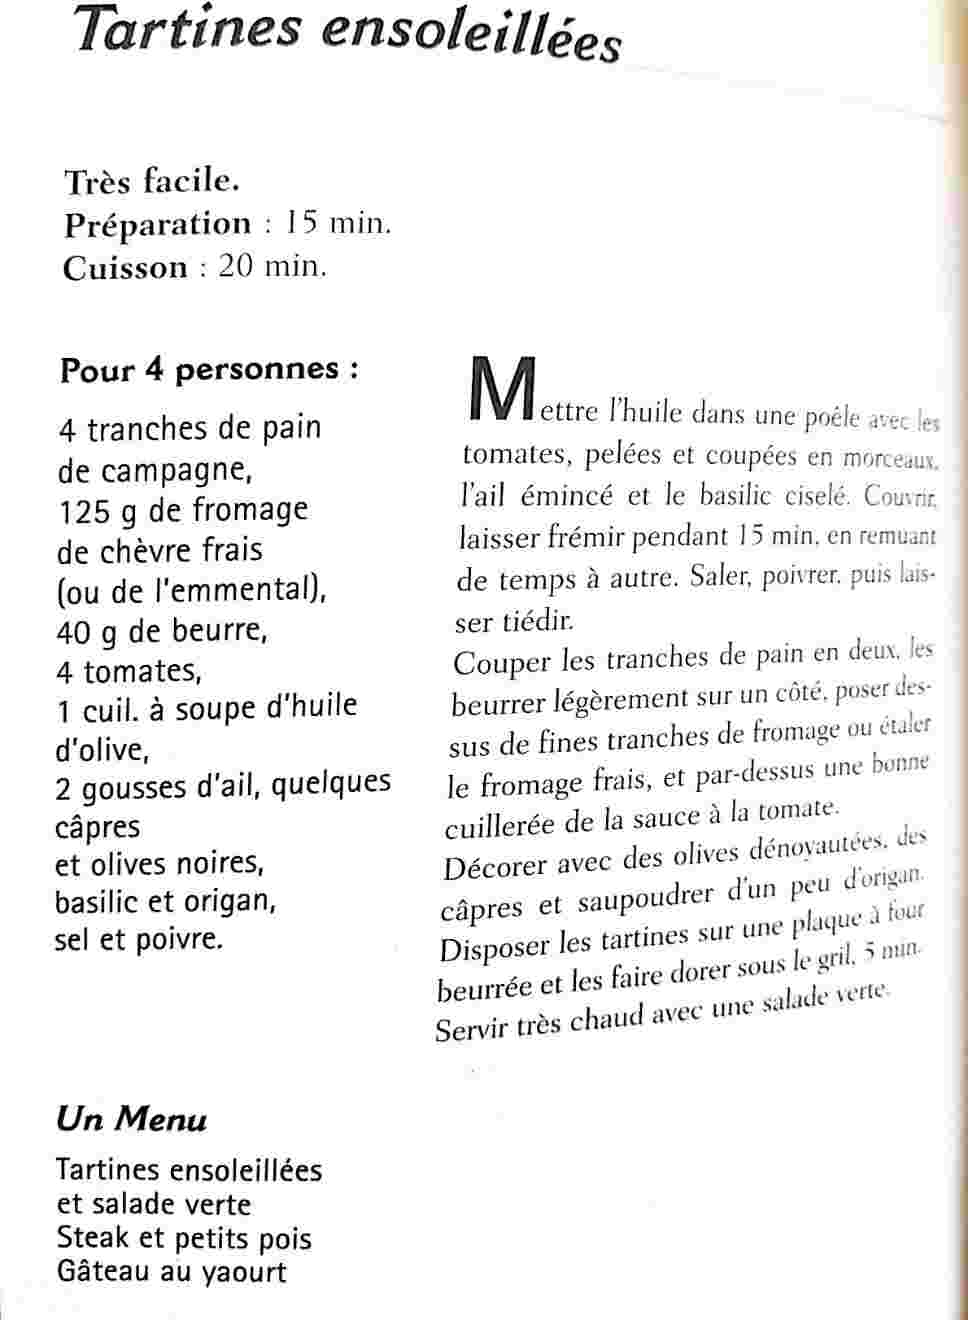 Tartines ensoleillées
Très facile.
Préparation : 15 min.
Cuisson : 20 min.
Pour 4 personnes :
4 tranches de pain
de campagne,
125 g de fromage
de chèvre frais
(ou de l'emmental),
40 g de beurre,
4 tomates,
1 cuil. à soupe d'huile
d'olive,
2 gousses d'ail, quelques
câpres
et olives noires,
basilic et origan,
sel et poivre.
Mettre l'huile dans une poêle avec les
tomates, pelées et coupées en morceaux,
l'ail émincé et le basilic ciselé. Couvrir,
laisser frémir pendant 15 min, en remuant
de temps à autre. Saler, poivrer, puis lais-
ser tiédir.
Couper les tranches de pain en deux, les
beurrer légèrement sur un côté, poser des-
sus de fines tranches de fromage ou étaler
le fromage frais, et par-dessus une bonne
cuillerée de la sauce à la tomate.
Décorer avec des olives dénoyautées, des
câpres et saupoudrer d'un peu d'origan.
Disposer les tartines sur une plaque à four
beurrée et les faire dorer sous le gril, 5 min.
Servir très chaud avec une salade verte.
Un Menu
Tartines ensoleillées
et salade verte
Steak et petits pois
Gâteau au yaourt